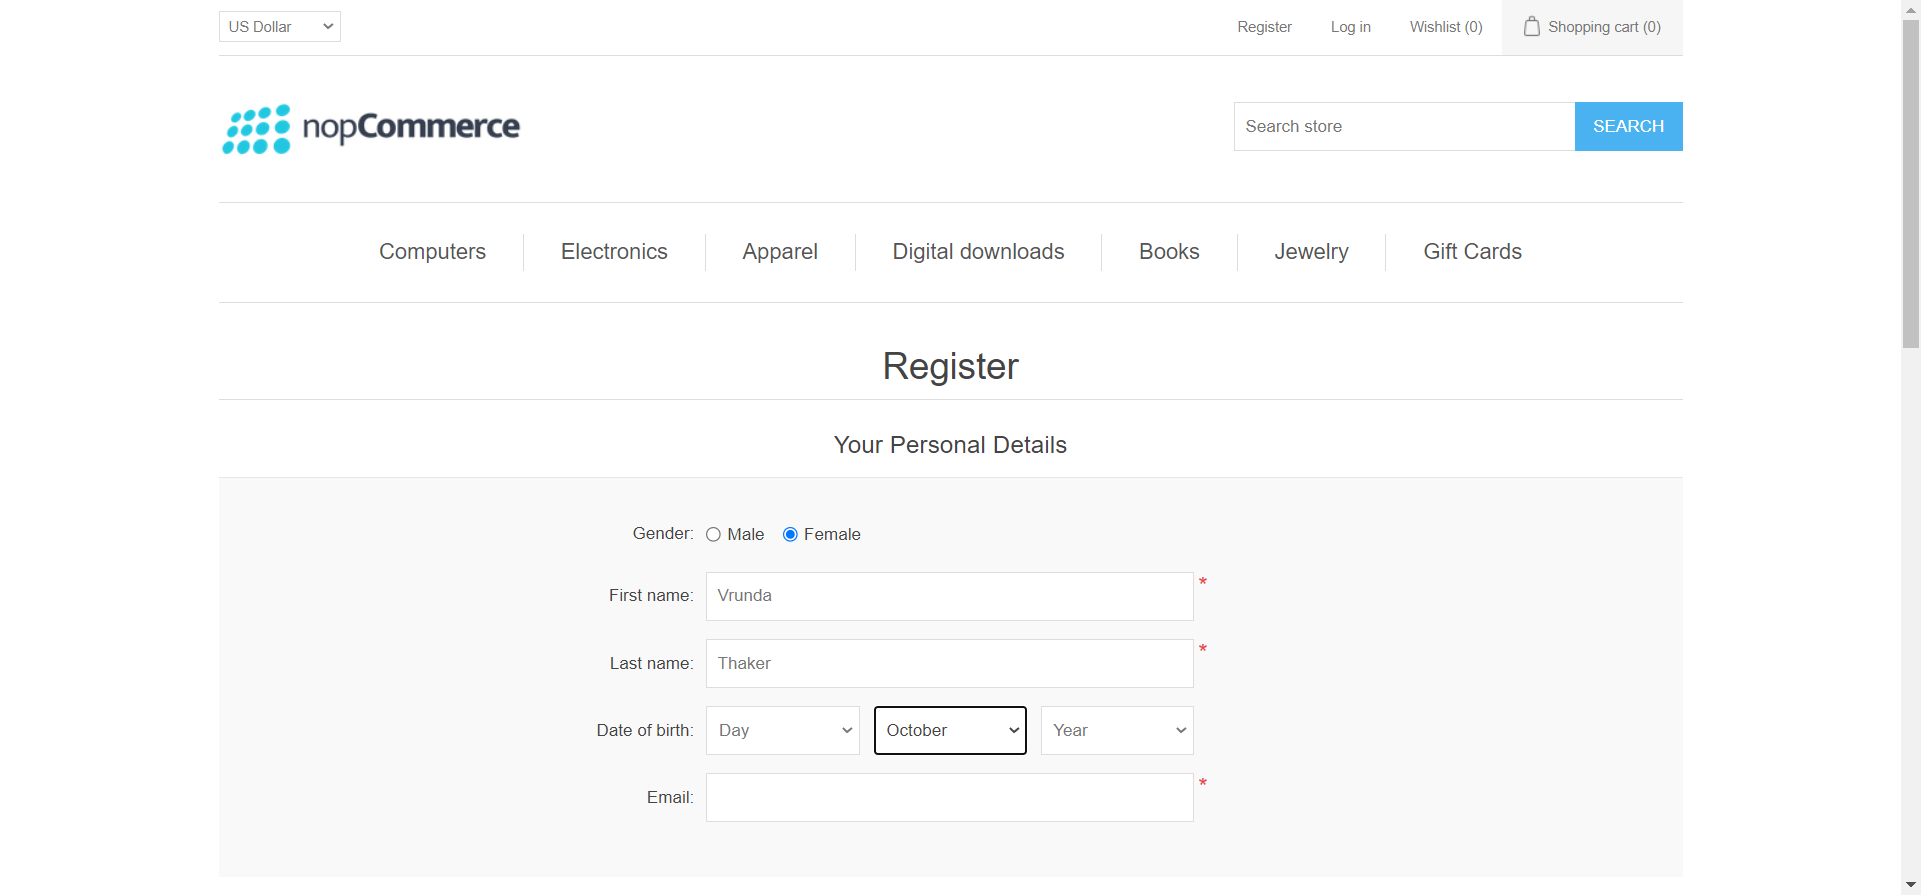 US Dollar
Register Log in Wishlist (0) Shopping cart (0)
nopCommerce
Search store SEARCH
Computers Electronics Apparel Digital downloads Books Jewelry Gift Cards
Register
Your Personal Details
Gender: Male Female
First name: Vrunda *
Last name: Thaker *
Date of birth: Day October Year
Email: *